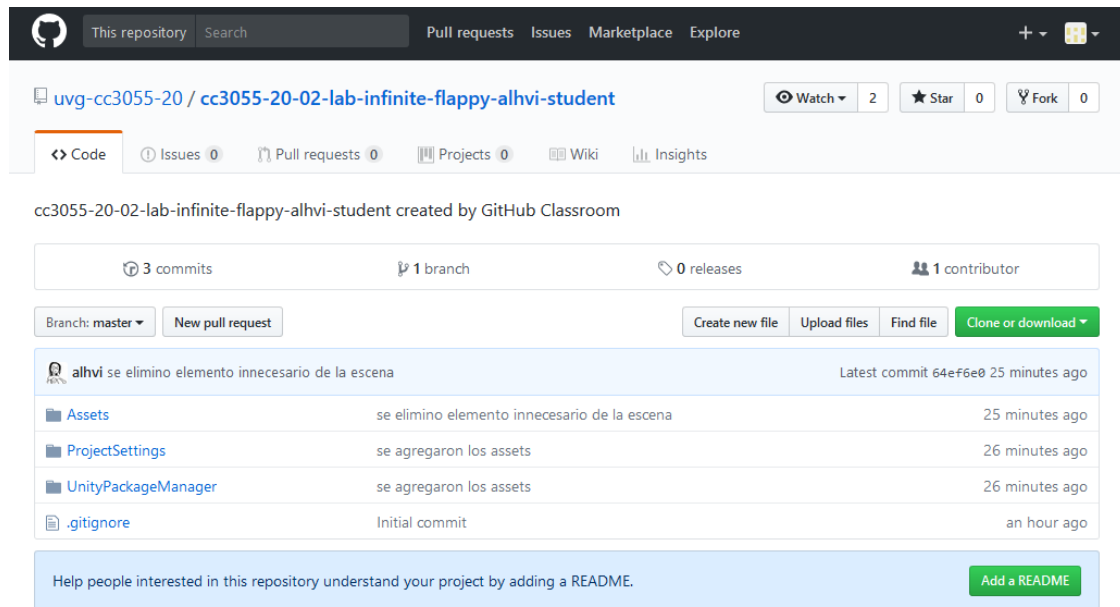 This repository Search Pull requests Issues Marketplace Explore
uvg-cc3055-20 / cc3055-20-02-lab-infinite-flappy-alhvi-student Watch 2 Star 0 Fork 0
Code Issues 0 Pull requests 0 Projects 0 Wiki Insights
cc3055-20-02-lab-infinite-flappy-alhvi-student created by GitHub Classroom
3 commits 1 branch 0 releases 1 contributor
Branch: master New pull request Create new file Upload files Find file Clone or download
alhvi se elimino elemento innecesario de la escena Latest commit 64ef6e0 25 minutes ago
Assets se elimino elemento innecesario de la escena 25 minutes ago
ProjectSettings se agregaron los assets 26 minutes ago
UnityPackageManager se agregaron los assets 26 minutes ago
.gitignore Initial commit an hour ago
Help people interested in this repository understand your project by adding a README. Add a README